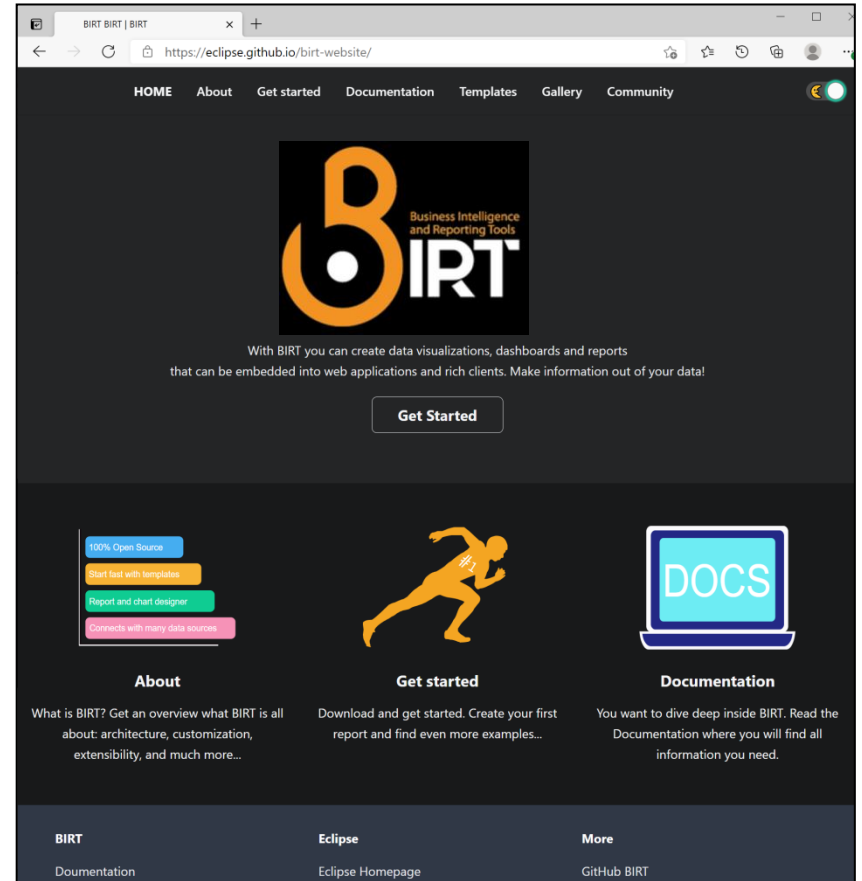 BIRT BIRT | BIRT
https://eclipse.github.io/birt-website/
HOME About Get started Documentation Templates Gallery Community
Business Intelligence
and Reporting Tools
BIRT
With BIRT you can create data visualizations, dashboards and reports
that can be embedded into web applications and rich clients. Make information out of your data!
Get Started
100% Open Source
Start fast with templates
Report and chart designer
Connects with many data sources
#1
DOCS
About
What is BIRT? Get an overview what BIRT is all
about: architecture, customization,
extensibility, and much more...
Get started
Download and get started. Create your first
report and find even more examples...
Documentation
You want to dive deep inside BIRT. Read the
Documentation where you will find all
information you need.
BIRT Eclipse More
Doumentation Eclipse Homepage GitHub BIRT